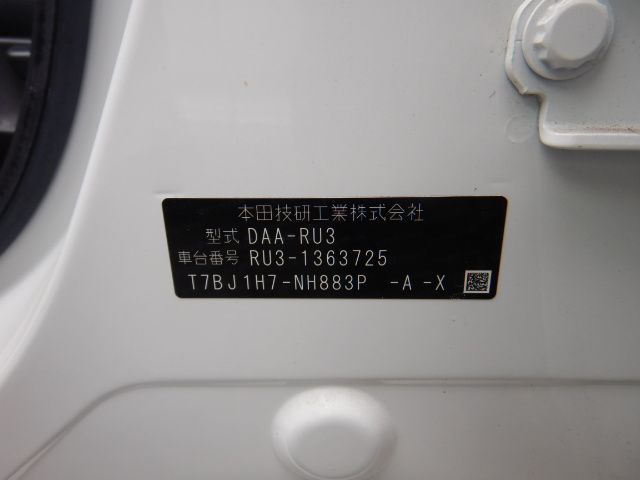 本田技研工業株式会社
型式 DAA-RU3
車台番号 RU3-1363725
T7BJ1H7-NH883P -A -X